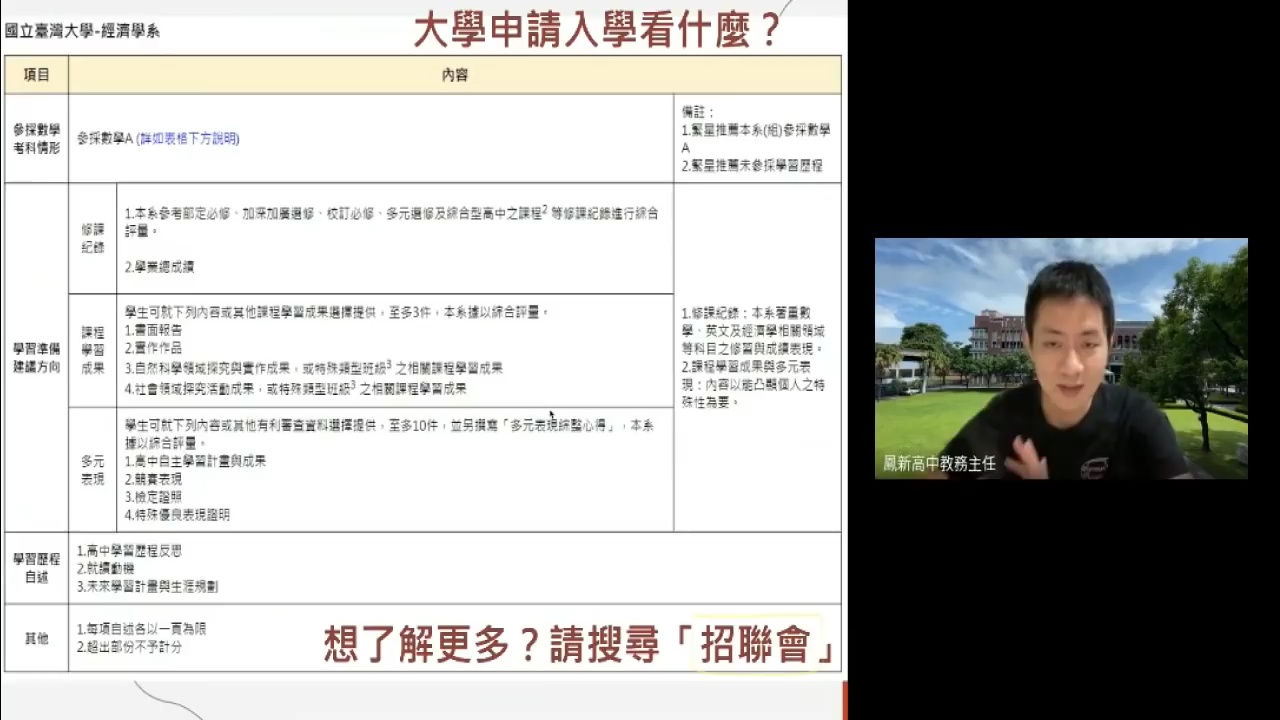 國立臺灣大學-經濟學系
大學申請入學看什麼？
項目
內容
參採數學
考科情形
參採數學A (詳如表格下方說明)
備註：
1.繁星推薦本系(組)參採數學
A
2.繁星推薦未參採學習歷程
學習準備
建議方向
修課
紀錄
1.本系參考部定必修、加深加廣選修、校訂必修、多元選修及綜合型高中之課程2 等修課紀錄進行綜合
評量。
2.學業總成績
課程
學習
成果
學生可就下列內容或其他課程學習成果選擇提供，至多3件，本系據以綜合評量。
1.書面報告
2.實作作品
3.自然科學領域探究與實作成果，或特殊類型班級3 之相關課程學習成果
4.社會領域探究活動成果，或特殊類型班級3 之相關課程學習成果
多元
表現
學生可就下列內容或其他有利審查資料選擇提供，至多10件，並另撰寫「多元表現綜整心得」，本系
據以綜合評量。
1.高中自主學習計畫與成果
2.競賽表現
3.檢定證照
4.特殊優良表現證明
1.修課紀錄：本系著重數
學、英文及經濟學相關領域
等科目之修習與成績表現。
2.課程學習成果與多元表
現：內容以能凸顯個人之特
殊性為要。
學習歷程
自述
1.高中學習歷程反思
2.就讀動機
3.未來學習計畫與生涯規劃
其他
1.每項自述各以一頁為限
2.超出部份不予計分
想了解更多？請搜尋「招聯會」
鳳新高中教務主任